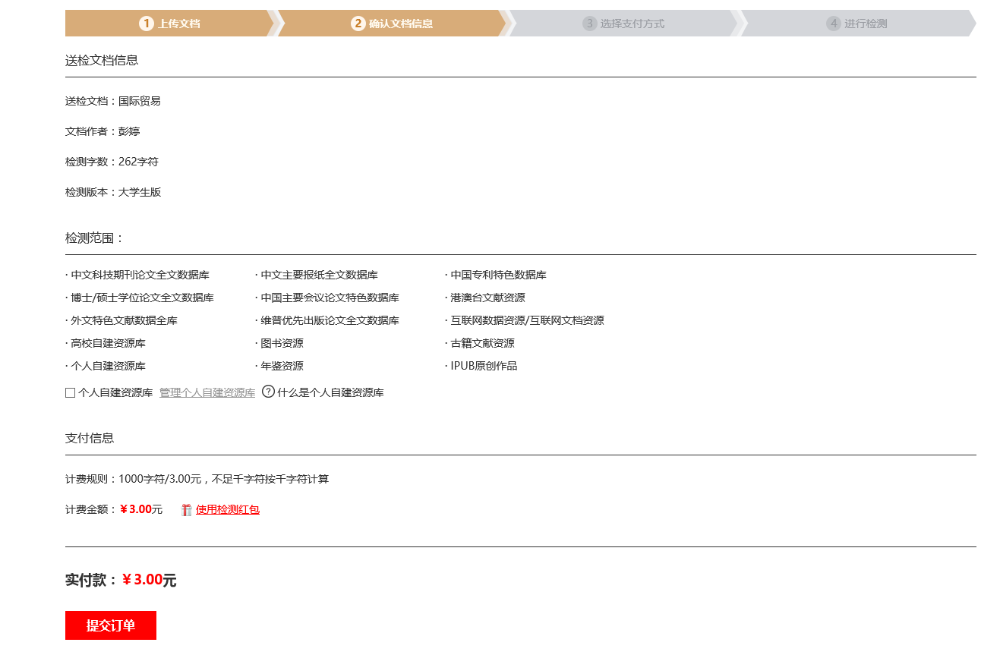 1 上传文档 2 确认文档信息 3 选择支付方式 4 进行检测
送检文档信息
送检文档：国际贸易
文档作者：彭婷
检测字数：262字符
检测版本：大学生版
检测范围：
· 中文科技期刊论文全文数据库 · 中文主要报纸全文数据库 · 中国专利特色数据库
· 博士/硕士学位论文全文数据库 · 中国主要会议论文特色数据库 · 港澳台文献资源
· 外文特色文献数据全库 · 维普优先出版论文全文数据库 · 互联网数据资源/互联网文档资源
· 高校自建资源库 · 图书资源 · 古籍文献资源
· 个人自建资源库 · 年鉴资源 · IPUB原创作品
个人自建资源库 管理个人自建资源库 ? 什么是个人自建资源库
支付信息
计费规则：1000字符/3.00元，不足千字符按千字符计算
计费金额：￥3.00元 使用检测红包
实付款：￥3.00元
提交订单